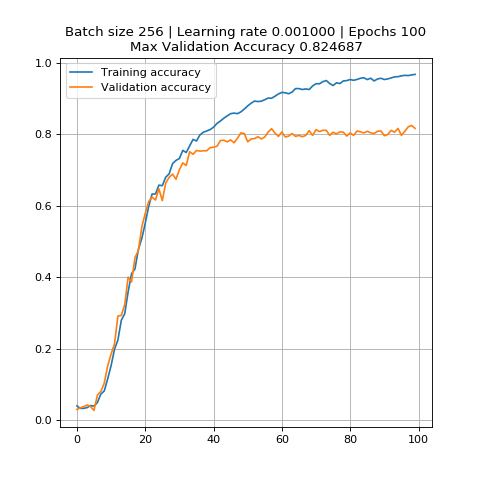 Batch size 256 | Learning rate 0.001000 | Epochs 100
Max Validation Accuracy 0.824687
1.0
Training accuracy
Validation accuracy
0.8
0.6
0.4
0.2
0.0
0 20 40 60 80 100